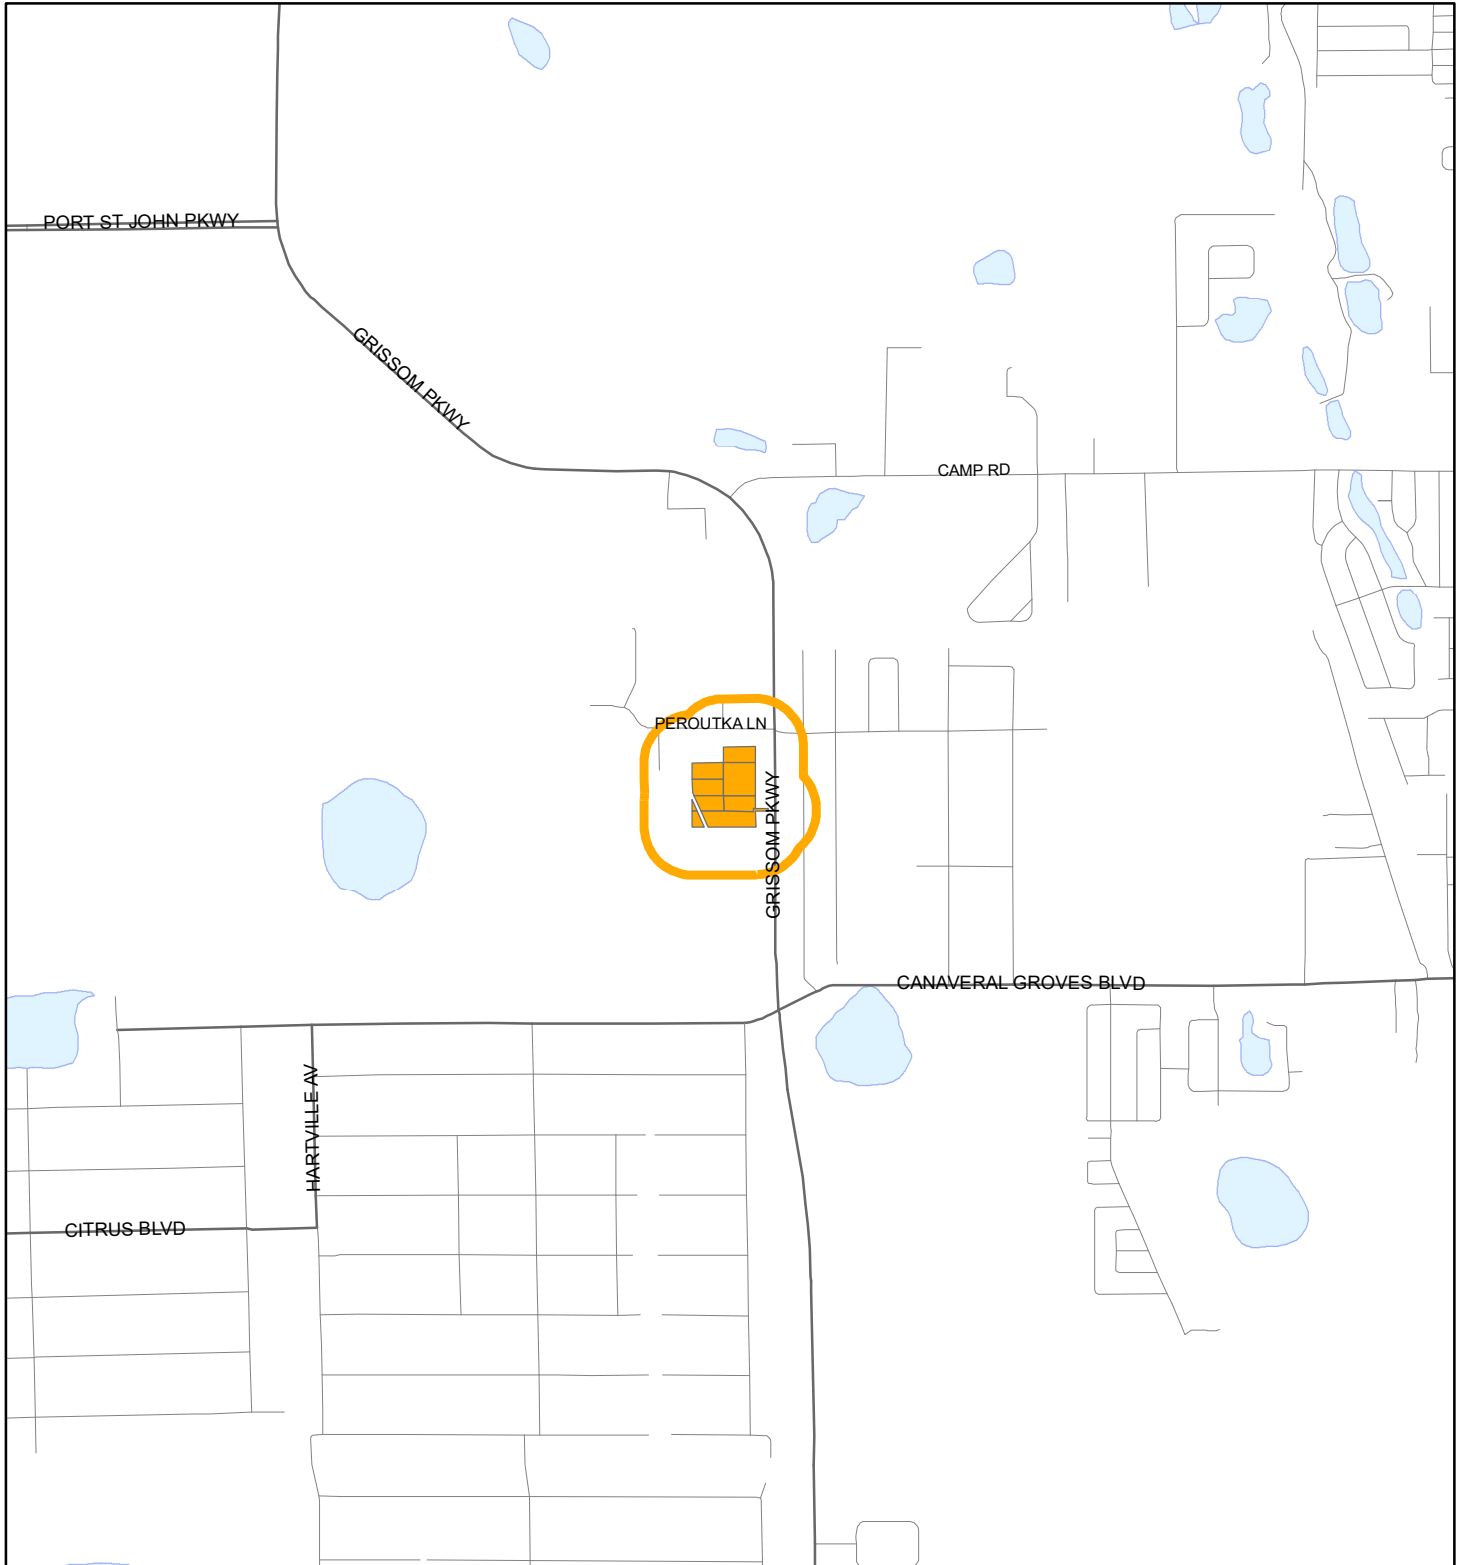 PORT ST JOHN PKWY
GRISSOM PKWY
CAMP RD
PEROUTKA LN
GRISSOM PKWY
CANAVERAL GROVES BLVD
HARTVILLE AV
CITRUS BLVD